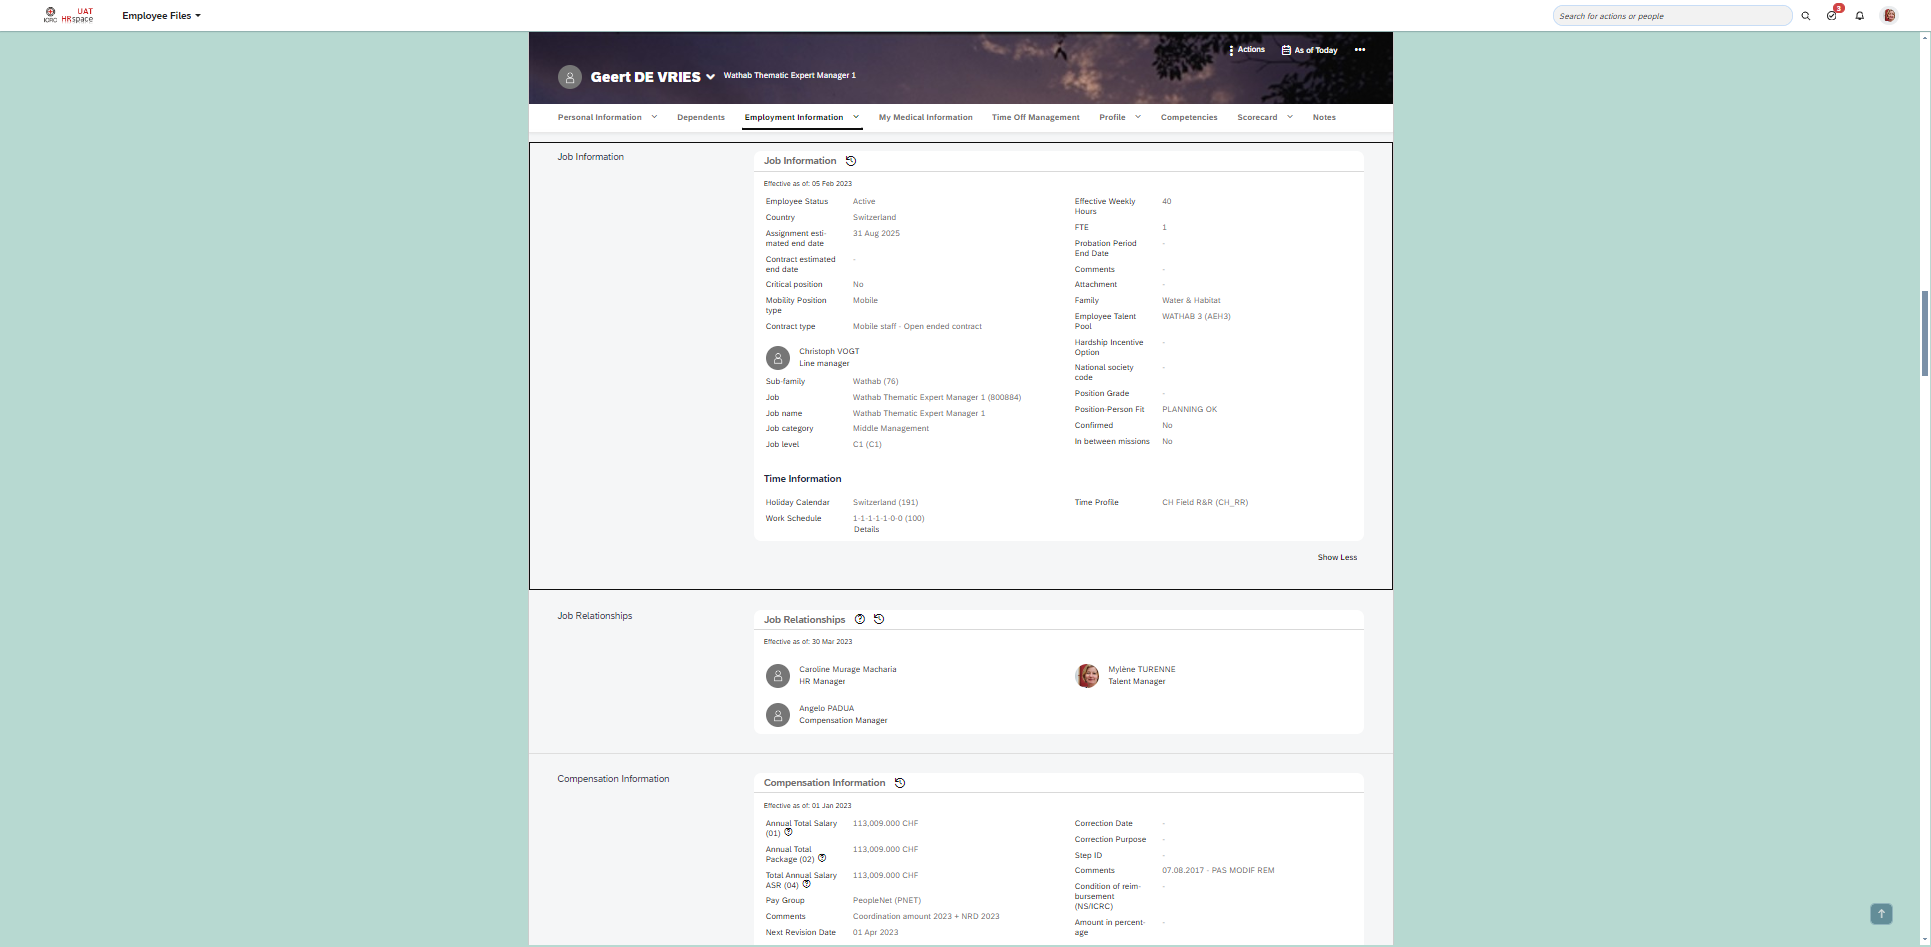 ICRC UAT HRspace
Employee Files
Search for actions or people
3
Actions
As of Today
Geert DE VRIES
Wathab Thematic Expert Manager 1
Personal Information
Dependents
Employment Information
My Medical Information
Time Off Management
Profile
Competencies
Scorecard
Notes
Job Information
Job Information
Effective as of: 05 Feb 2023
Employee Status Active
Country Switzerland
Assignment esti-
mated end date 31 Aug 2025
Contract estimated
end date -
Critical position No
Mobility Position
type Mobile
Contract type Mobile staff - Open ended contract
Christoph VOGT
Line manager
Sub-family Wathab (76)
Job Wathab Thematic Expert Manager 1 (800884)
Job name Wathab Thematic Expert Manager 1
Job category Middle Management
Job level C1 (C1)
Effective Weekly
Hours 40
FTE 1
Probation Period
End Date -
Comments -
Attachment -
Family Water & Habitat
Employee Talent
Pool WATHAB 3 (AEH3)
Hardship Incentive
Option -
National society
code -
Position Grade -
Position-Person Fit PLANNING OK
Confirmed No
In between missions No
Time Information
Holiday Calendar Switzerland (191)
Work Schedule 1-1-1-1-1-0-0 (100)
Details
Time Profile CH Field R&R (CH_RR)
Show Less
Job Relationships
Job Relationships
Effective as of: 30 Mar 2023
Caroline Murage Macharia
HR Manager
Mylène TURENNE
Talent Manager
Angelo PADUA
Compensation Manager
Compensation Information
Compensation Information
Effective as of: 01 Jan 2023
Annual Total Salary
(01) 113,009.000 CHF
Annual Total
Package (02) 113,009.000 CHF
Total Annual Salary
ASR (04) 113,009.000 CHF
Pay Group PeopleNet (PNET)
Comments Coordination amount 2023 + NRD 2023
Next Revision Date 01 Apr 2023
Correction Date -
Correction Purpose -
Step ID -
Comments 07.08.2017 - PAS MODIF REM
Condition of reim-
bursement
(NS/ICRC) -
Amount in percent-
age -